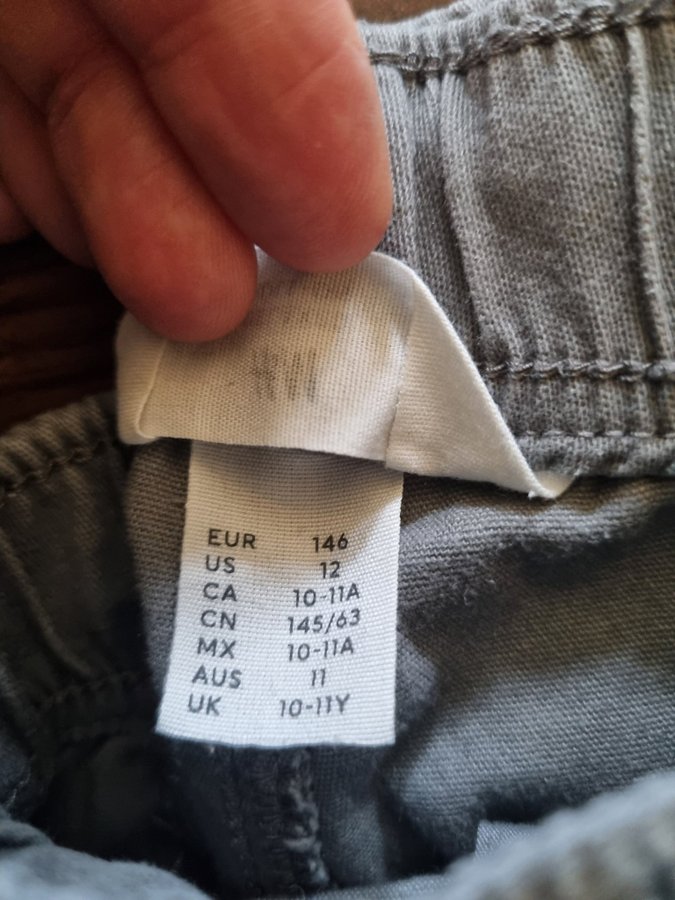 EUR 146
US 12
CA 10-11A
CN 145/63
MX 10-11A
AUS 11
UK 10-11Y